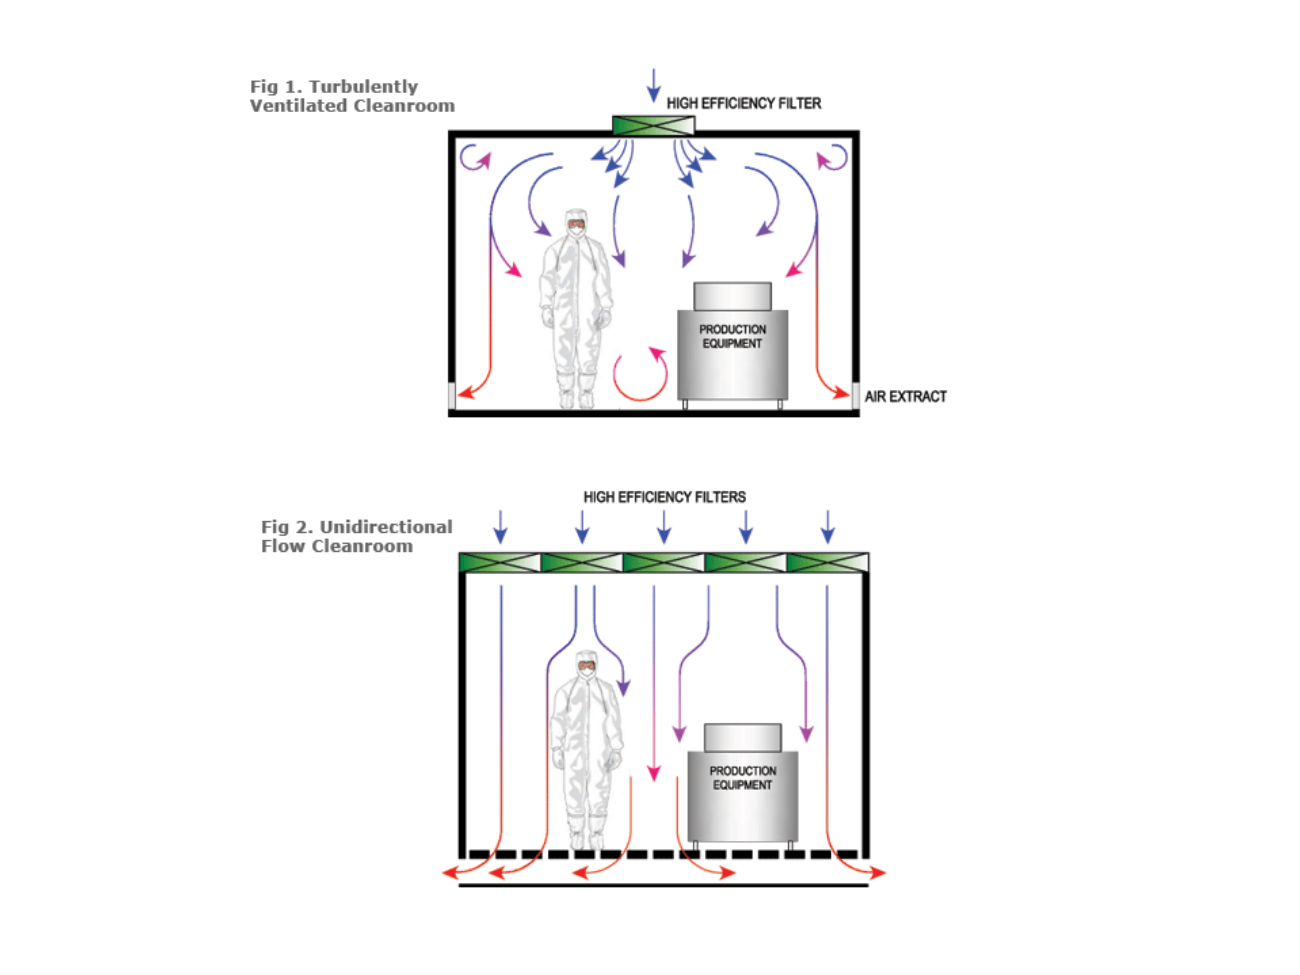 Fig 1. Turbulently
Ventilated Cleanroom
HIGH EFFICIENCY FILTER
PRODUCTION
EQUIPMENT
AIR EXTRACT
HIGH EFFICIENCY FILTERS
Fig 2. Unidirectional
Flow Cleanroom
PRODUCTION
EQUIPMENT